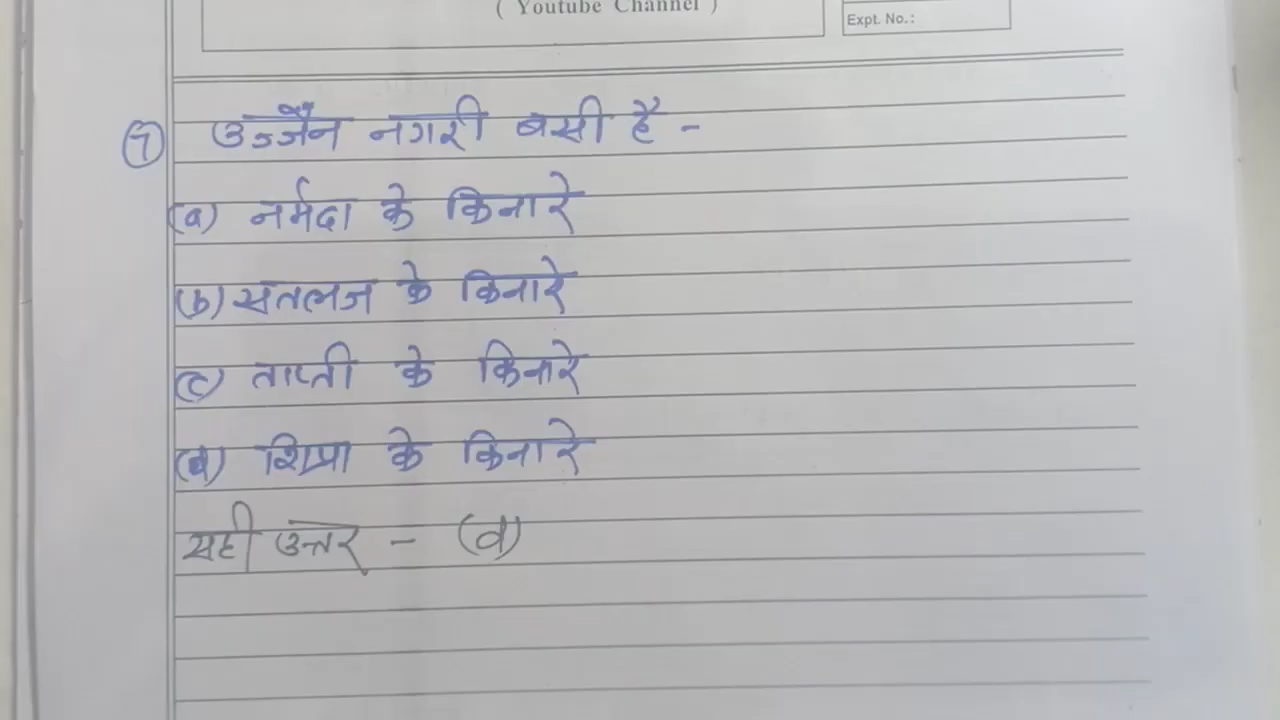 ( Youtube Channel )
Expt. No.:
7 उज्जैन नगरी बसी है -
(a) नर्मदा के किनारे
(b) सतलज के किनारे
(c) ताप्ती के किनारे
(d) शिप्रा के किनारे
सही उत्तर - (d)